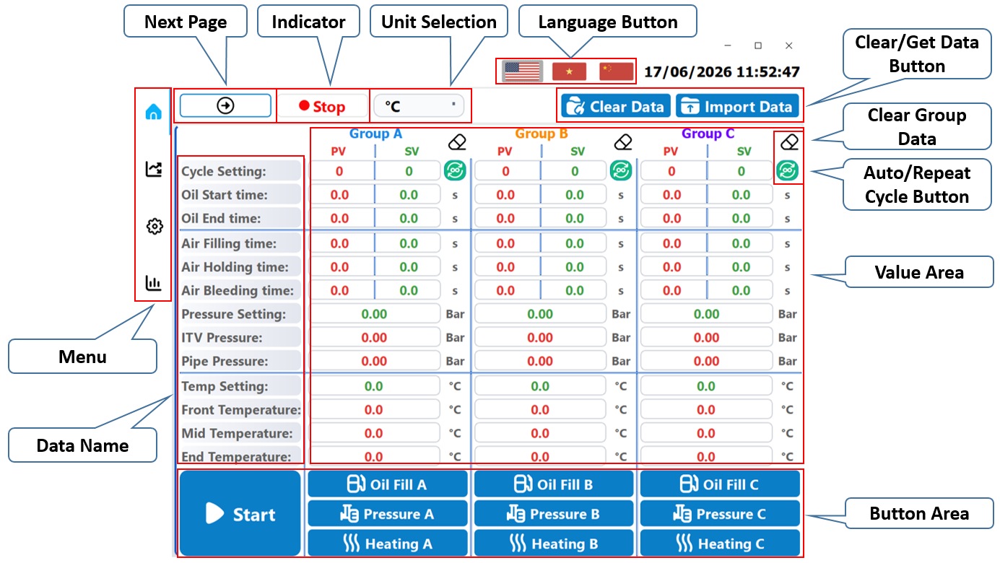 Next Page
Indicator
Unit Selection
Language Button
Clear/Get Data
Button
17/06/2026 11:52:47
Stop
°C
Clear Data
Import Data
Clear Group
Data
Group A
Group B
Group C
PV SV PV SV PV SV
Cycle Setting: 0 0 0 0 0 0
Auto/Repeat
Cycle Button
Oil Start time: 0.0 0.0 s 0.0 0.0 s 0.0 0.0 s
Oil End time: 0.0 0.0 s 0.0 0.0 s 0.0 0.0 s
Air Filling time: 0.0 0.0 s 0.0 0.0 s 0.0 0.0 s
Air Holding time: 0.0 0.0 s 0.0 0.0 s 0.0 0.0 s
Value Area
Air Bleeding time: 0.0 0.0 s 0.0 0.0 s 0.0 0.0 s
Pressure Setting: 0.00 Bar 0.00 Bar 0.00 Bar
ITV Pressure: 0.00 Bar 0.00 Bar 0.00 Bar
Pipe Pressure: 0.00 Bar 0.00 Bar 0.00 Bar
Menu
Temp Setting: 0.0 °C 0.0 °C 0.0 °C
Front Temperature: 0.0 °C 0.0 °C 0.0 °C
Mid Temperature: 0.0 °C 0.0 °C 0.0 °C
End Temperature: 0.0 °C 0.0 °C 0.0 °C
Data Name
Start
Oil Fill A
Oil Fill B
Oil Fill C
Pressure A
Pressure B
Pressure C
Heating A
Heating B
Heating C
Button Area